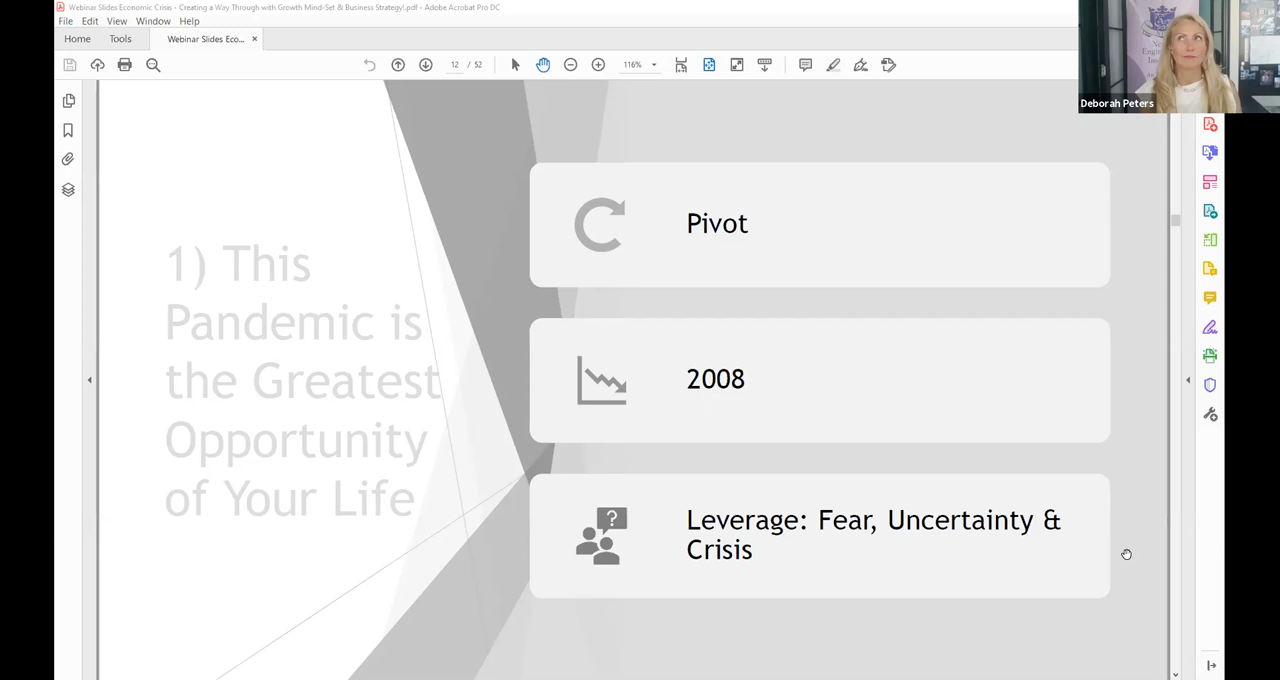 Webinar Slides Economic Crisis - Creating a Way Through with Growth Mind-Set & Business Strategy!.pdf - Adobe Acrobat Pro DC
File Edit View Window Help
Home Tools Webinar Slides Eco... ×
12 / 52 116%
Deborah Peters
1) This
Pandemic is
the Greatest
Opportunity
of Your Life
Pivot
2008
?
Leverage: Fear, Uncertainty &
Crisis